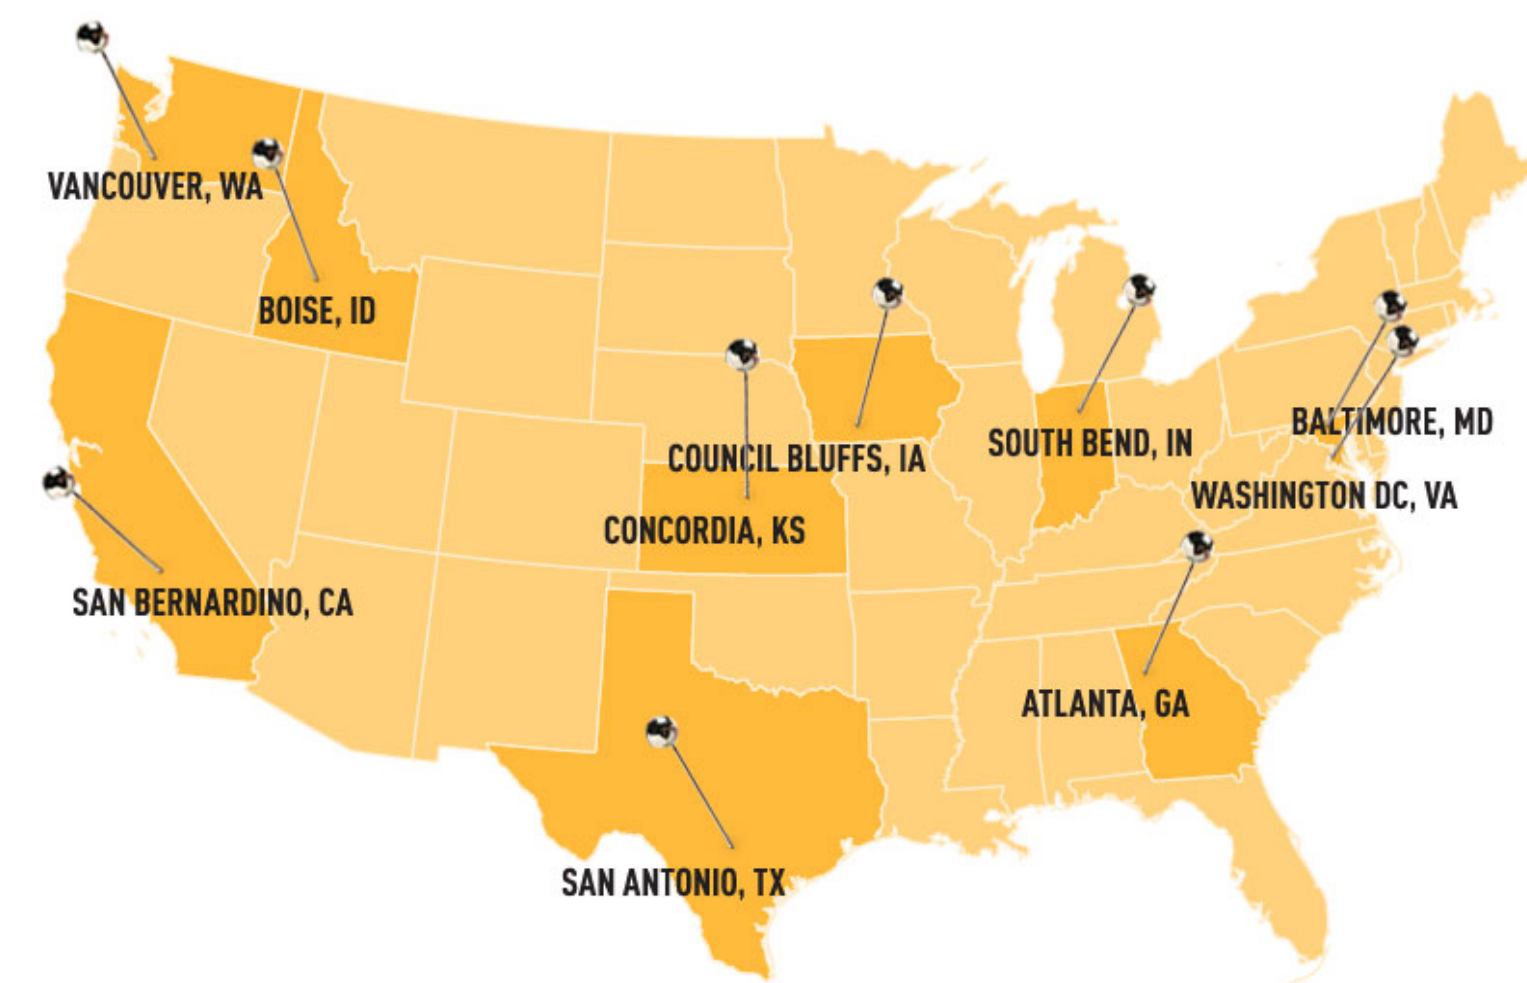 VANCOUVER, WA
BOISE, ID
BALTIMORE, MD
SOUTH BEND, IN
COUNCIL BLUFFS, IA
WASHINGTON DC, VA
CONCORDIA, KS
SAN BERNARDINO, CA
ATLANTA, GA
SAN ANTONIO, TX